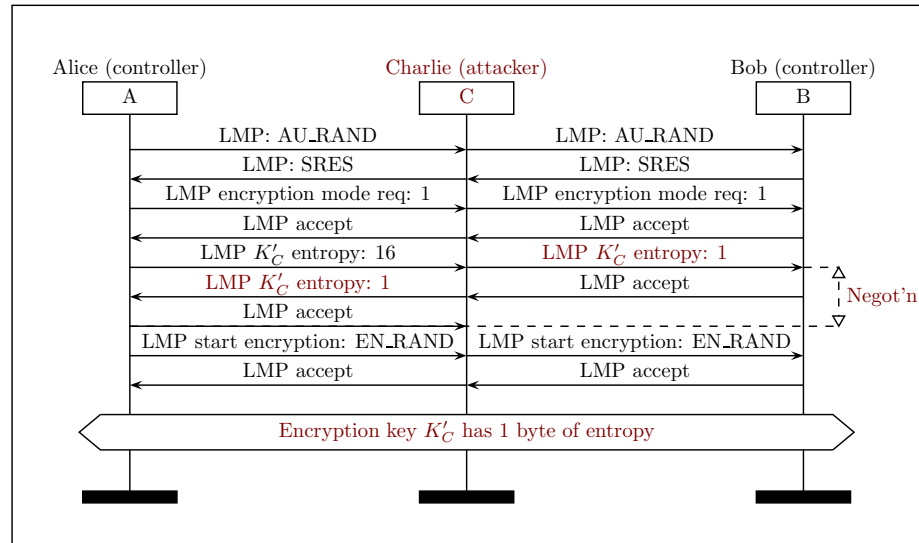 Alice (controller) Charlie (attacker) Bob (controller)
A C B
LMP: AU_RAND LMP: AU_RAND
LMP: SRES LMP: SRES
LMP encryption mode req: 1 LMP encryption mode req: 1
LMP accept LMP accept
LMP K′_C entropy: 16 LMP K′_C entropy: 1
LMP K′_C entropy: 1 LMP accept
Negot'n
LMP accept
LMP start encryption: EN_RAND LMP start encryption: EN_RAND
LMP accept LMP accept
Encryption key K′_C has 1 byte of entropy